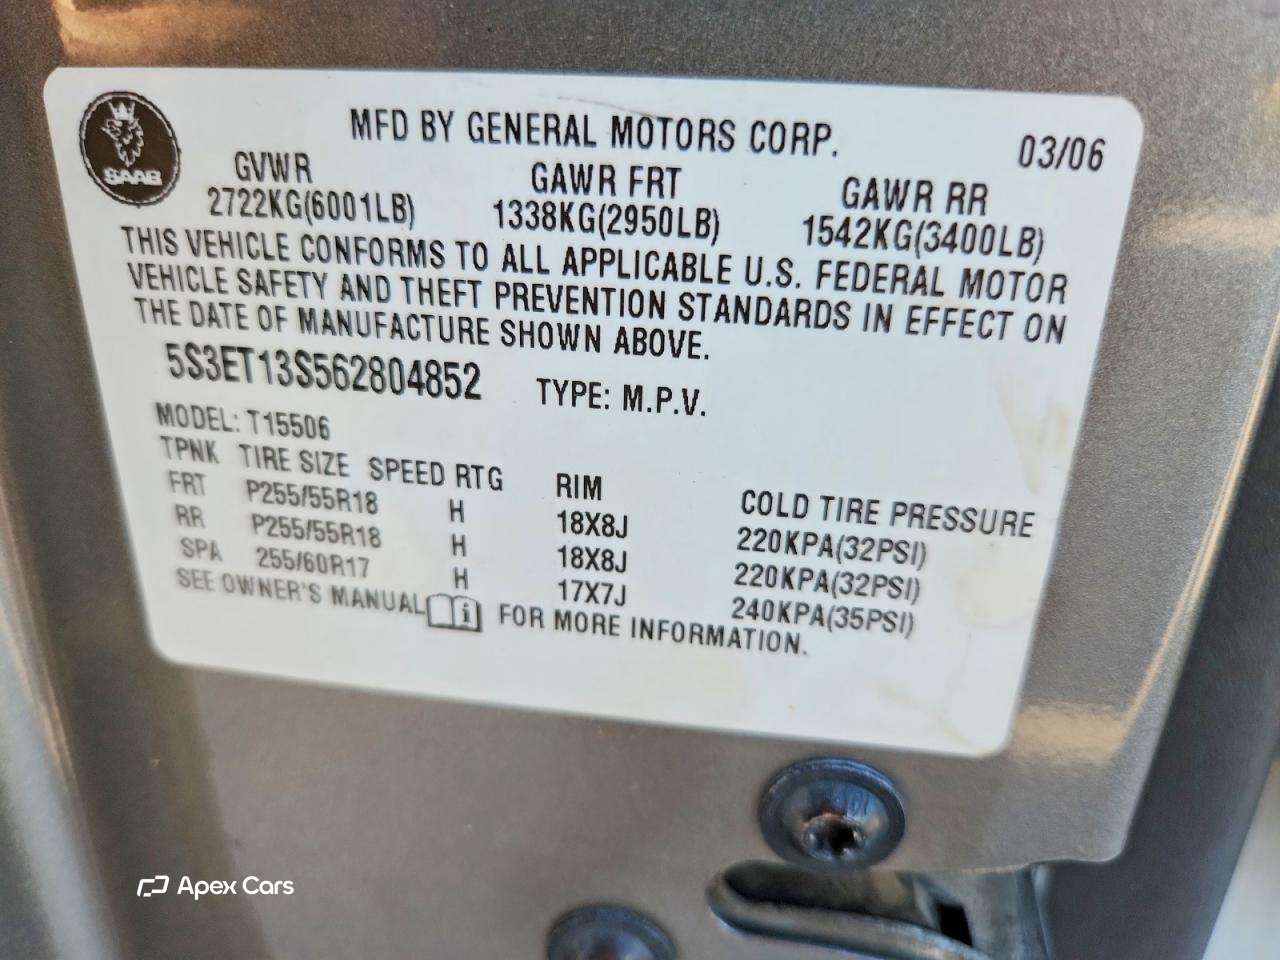 SAAB
MFD BY GENERAL MOTORS CORP. 03/06
GVWR GAWR FRT GAWR RR
2722KG(6001LB) 1338KG(2950LB) 1542KG(3400LB)
THIS VEHICLE CONFORMS TO ALL APPLICABLE U.S. FEDERAL MOTOR
VEHICLE SAFETY AND THEFT PREVENTION STANDARDS IN EFFECT ON
THE DATE OF MANUFACTURE SHOWN ABOVE.
5S3ET13S562804852 TYPE: M.P.V.
MODEL: T15506
TPNK TIRE SIZE SPEED RTG RIM COLD TIRE PRESSURE
FRT P255/55R18 H 18X8J 220KPA(32PSI)
RR P255/55R18 H 18X8J 220KPA(32PSI)
SPA 255/60R17 H 17X7J 240KPA(35PSI)
SEE OWNER'S MANUAL i FOR MORE INFORMATION.
Apex Cars